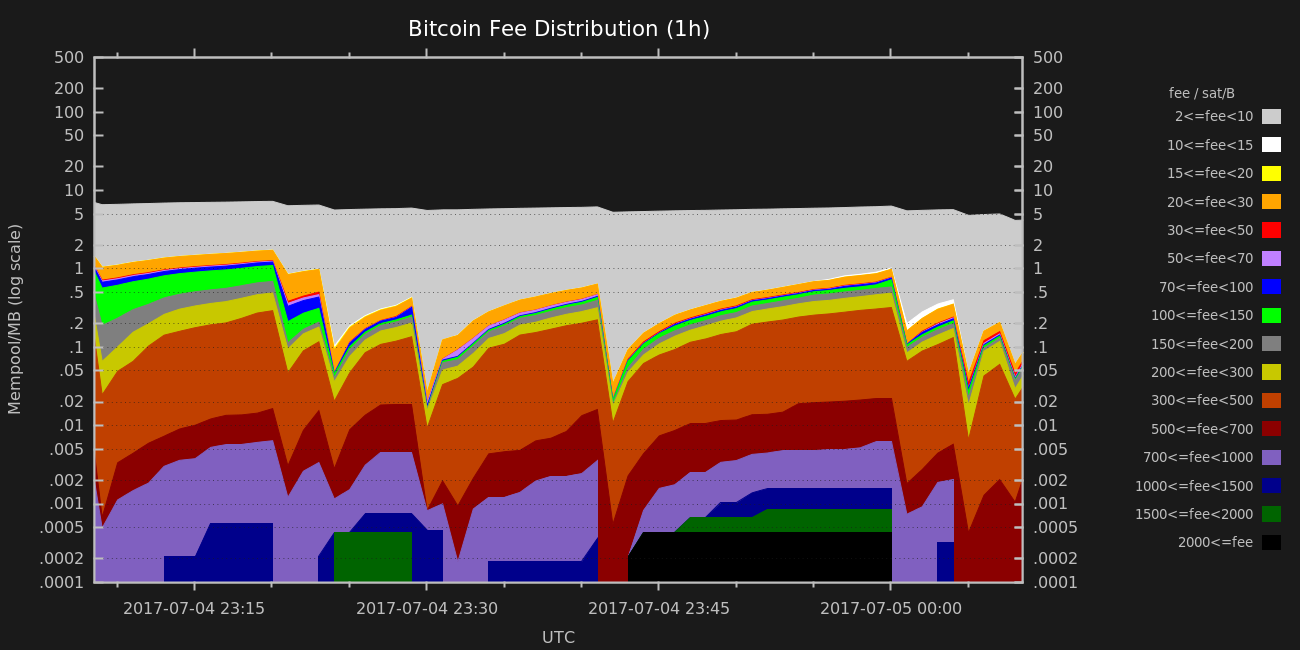 Bitcoin Fee Distribution (1h)
500
200
100
50
20
10
5
2
1
.5
.2
.1
.05
.02
.01
.005
.002
.001
.0005
.0002
.0001
Mempool/MB (log scale)
500
200
100
50
20
10
5
2
1
.5
.2
.1
.05
.02
.01
.005
.002
.001
.0005
.0002
.0001
2017-07-04 23:15
2017-07-04 23:30
2017-07-04 23:45
2017-07-05 00:00
UTC
fee / sat/B
2<=fee<10
10<=fee<15
15<=fee<20
20<=fee<30
30<=fee<50
50<=fee<70
70<=fee<100
100<=fee<150
150<=fee<200
200<=fee<300
300<=fee<500
500<=fee<700
700<=fee<1000
1000<=fee<1500
1500<=fee<2000
2000<=fee